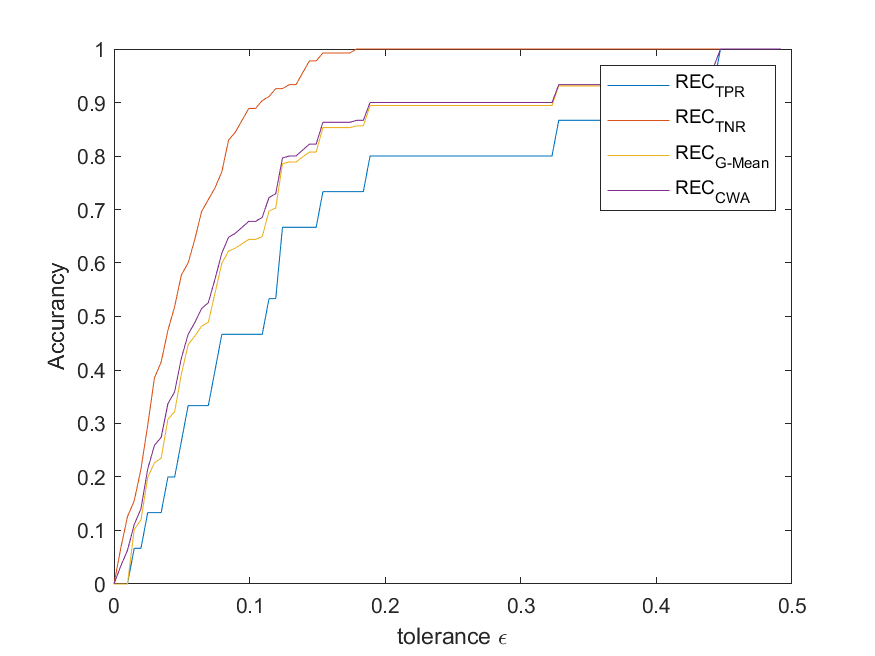 1
0.9
0.8
0.7
0.6
0.5
0.4
0.3
0.2
0.1
0
Accurancy
REC_TPR
REC_TNR
REC_G-Mean
REC_CWA
0 0.1 0.2 0.3 0.4 0.5
tolerance ϵ